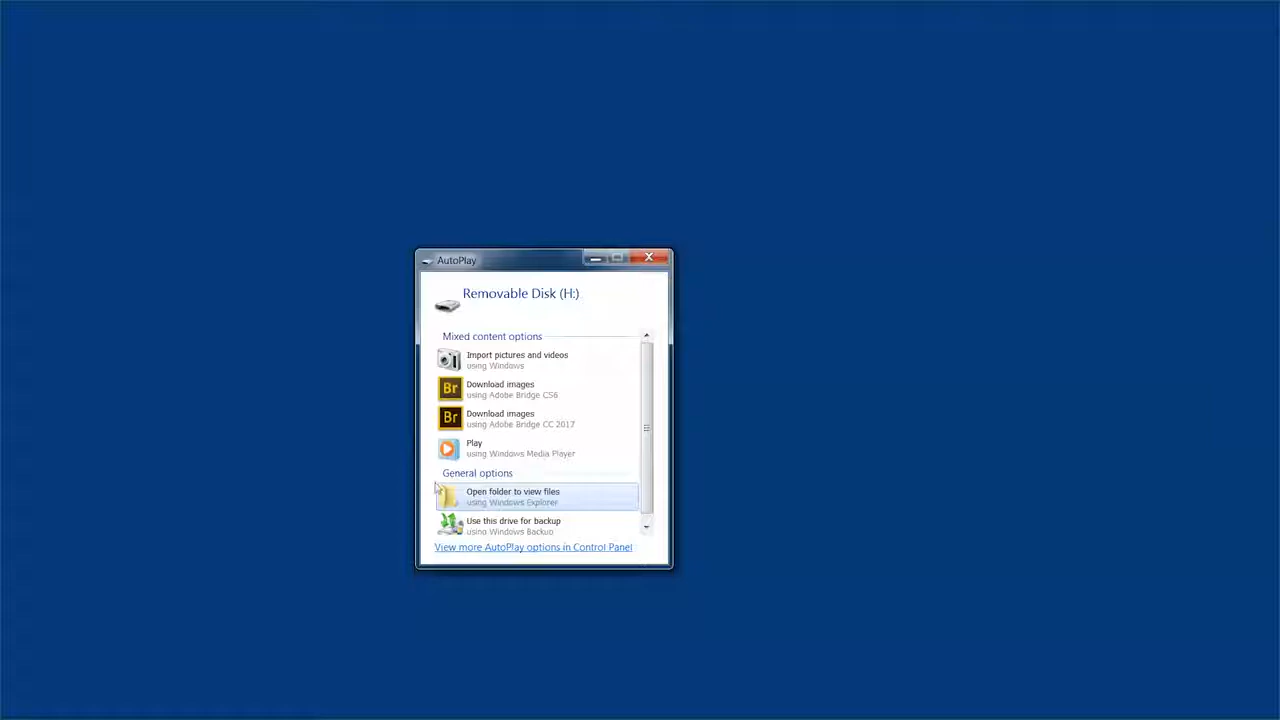 AutoPlay
Removable Disk (H:)
Mixed content options
Import pictures and videos
using Windows
Br
Download images
using Adobe Bridge CS6
Br
Download images
using Adobe Bridge CC 2017
Play
using Windows Media Player
General options
Open folder to view files
using Windows Explorer
Use this drive for backup
using Windows Backup
View more AutoPlay options in Control Panel